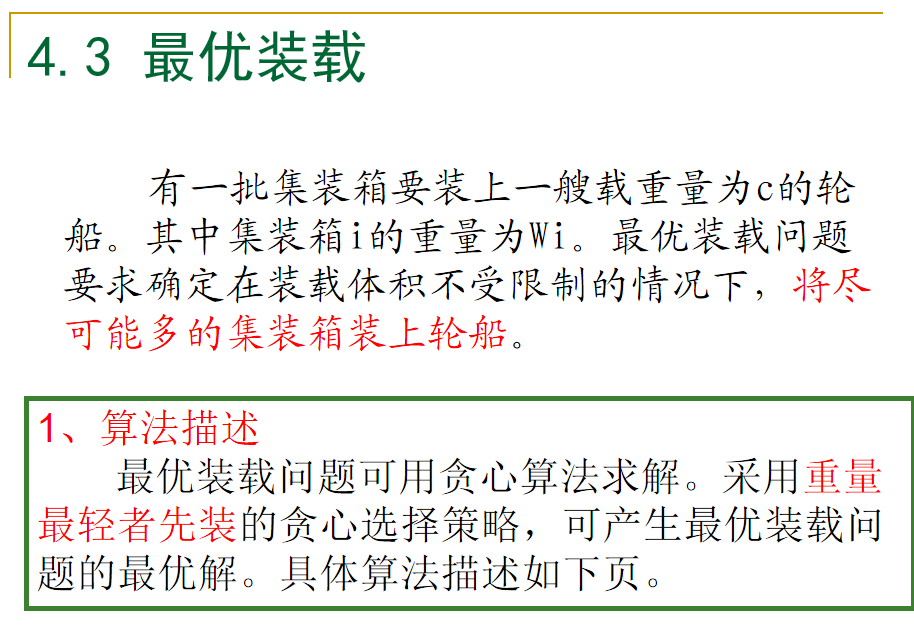 4.3 最优装载
有一批集装箱要装上一艘载重量为c的轮
船。其中集装箱i的重量为Wi。最优装载问题
要求确定在装载体积不受限制的情况下，将尽
可能多的集装箱装上轮船。
1、算法描述
最优装载问题可用贪心算法求解。采用重量
最轻者先装的贪心选择策略，可产生最优装载问
题的最优解。具体算法描述如下页。